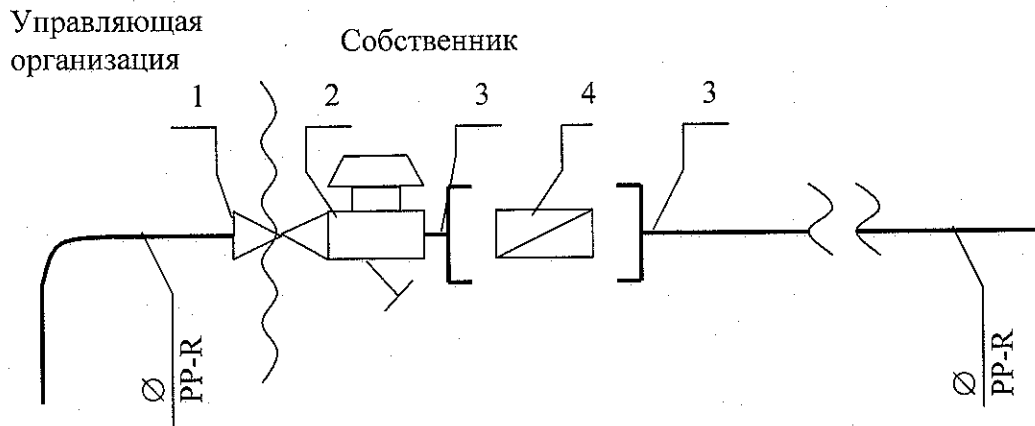 Управляющая
организация
Собственник
1
2
3
4
3
Ø
PP-R
Ø
PP-R